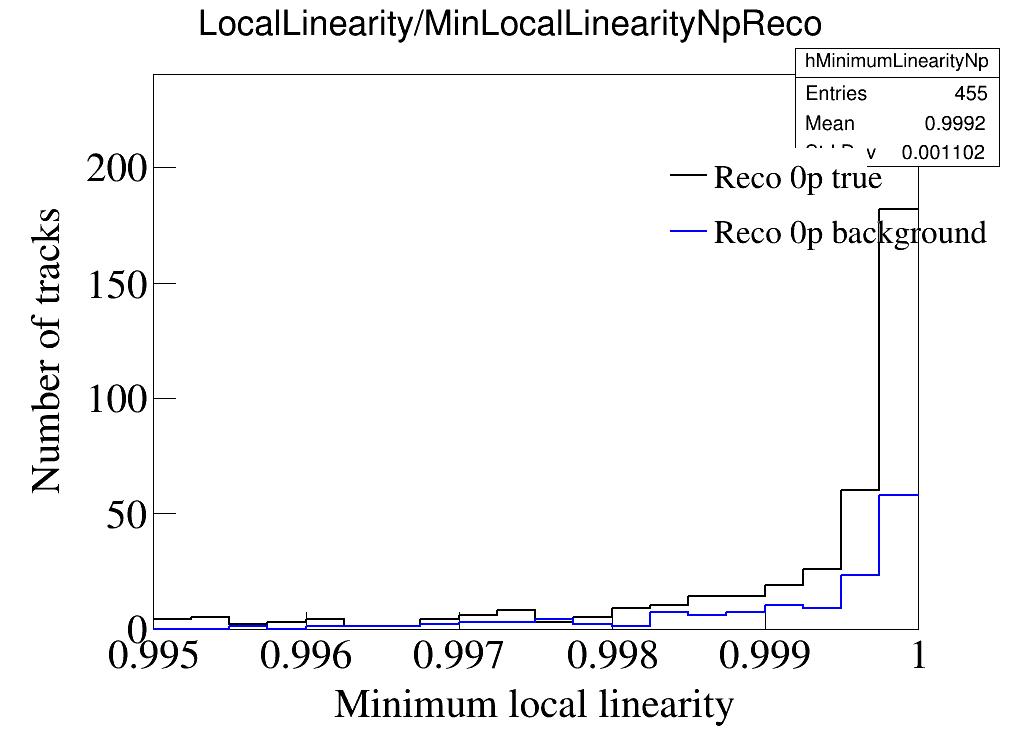 LocalLinearity/MinLocalLinearityNpReco
hMinimumLinearityNp
Entries 455
Mean 0.9992
0.001102
Reco 0p true
Reco 0p background
Number of tracks
200
150
100
50
0
0.995 0.996 0.997 0.998 0.999 1
Minimum local linearity